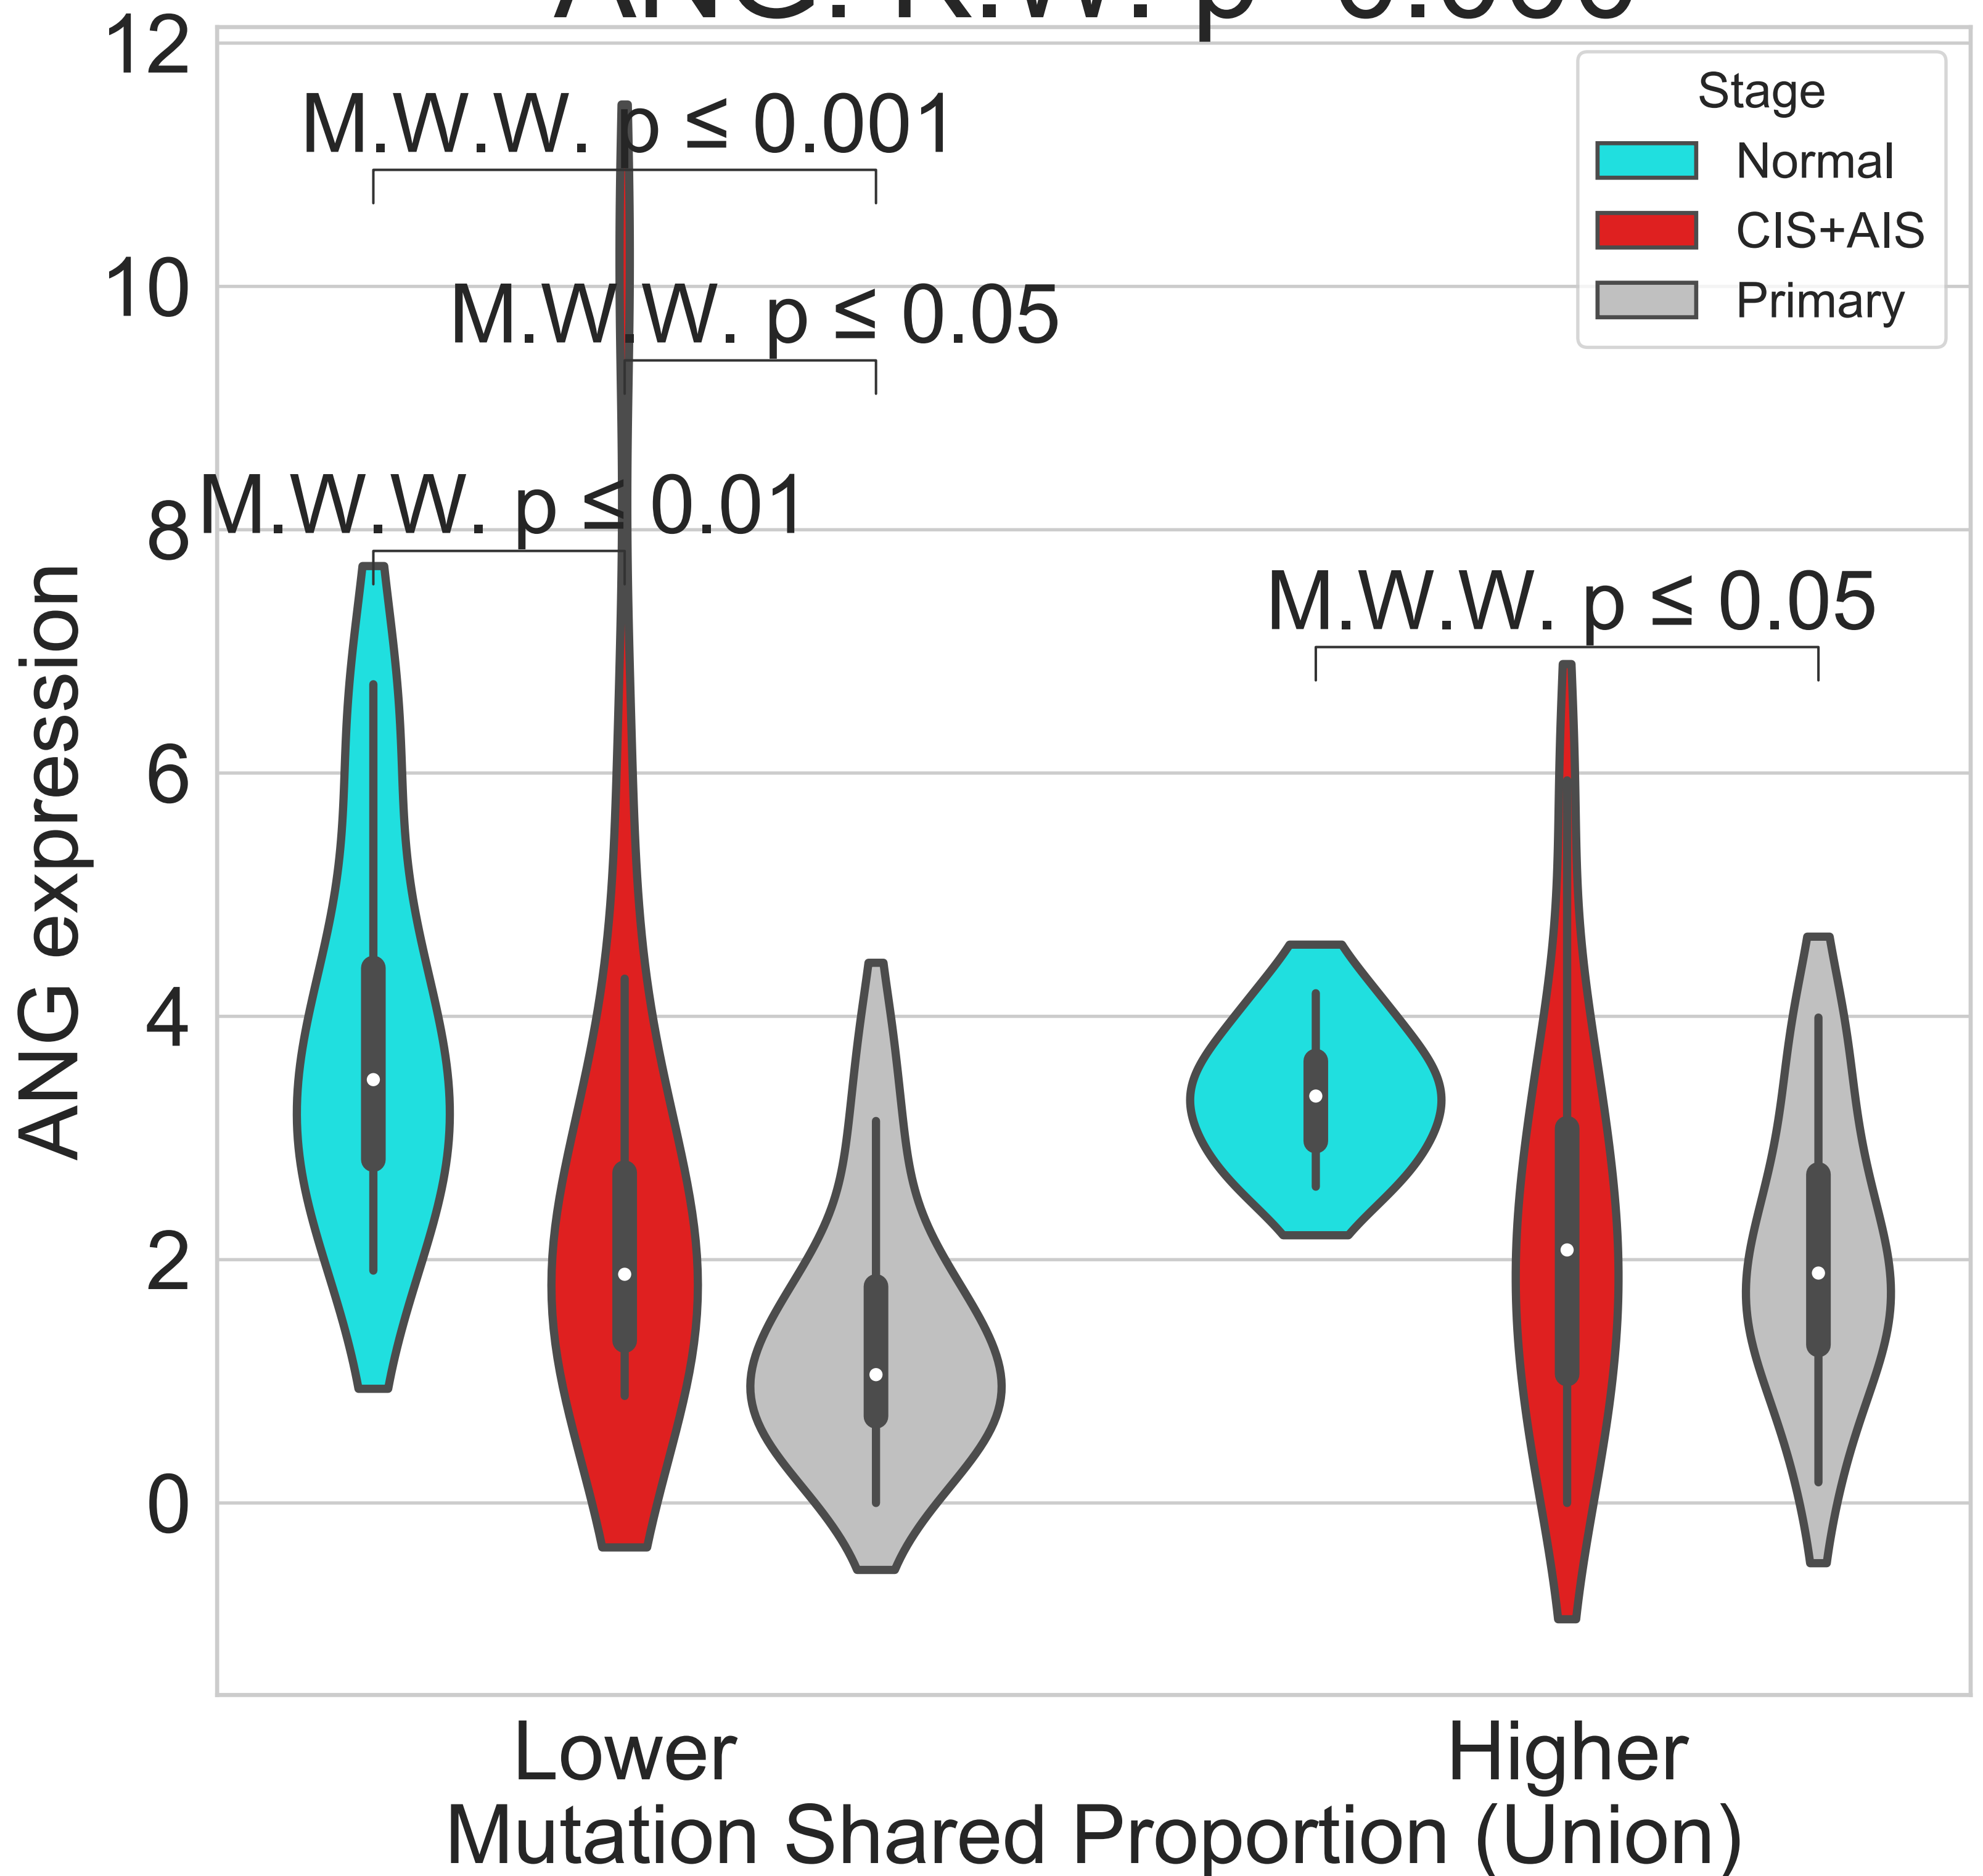 12
10
8
6
4
2
0
ANG expression
M.W.W. p ≤ 0.001
M.W.W. p ≤ 0.05
M.W.W. p ≤ 0.01
M.W.W. p ≤ 0.05
Stage
Normal
CIS+AIS
Primary
Lower
Higher
Mutation Shared Proportion (Union)